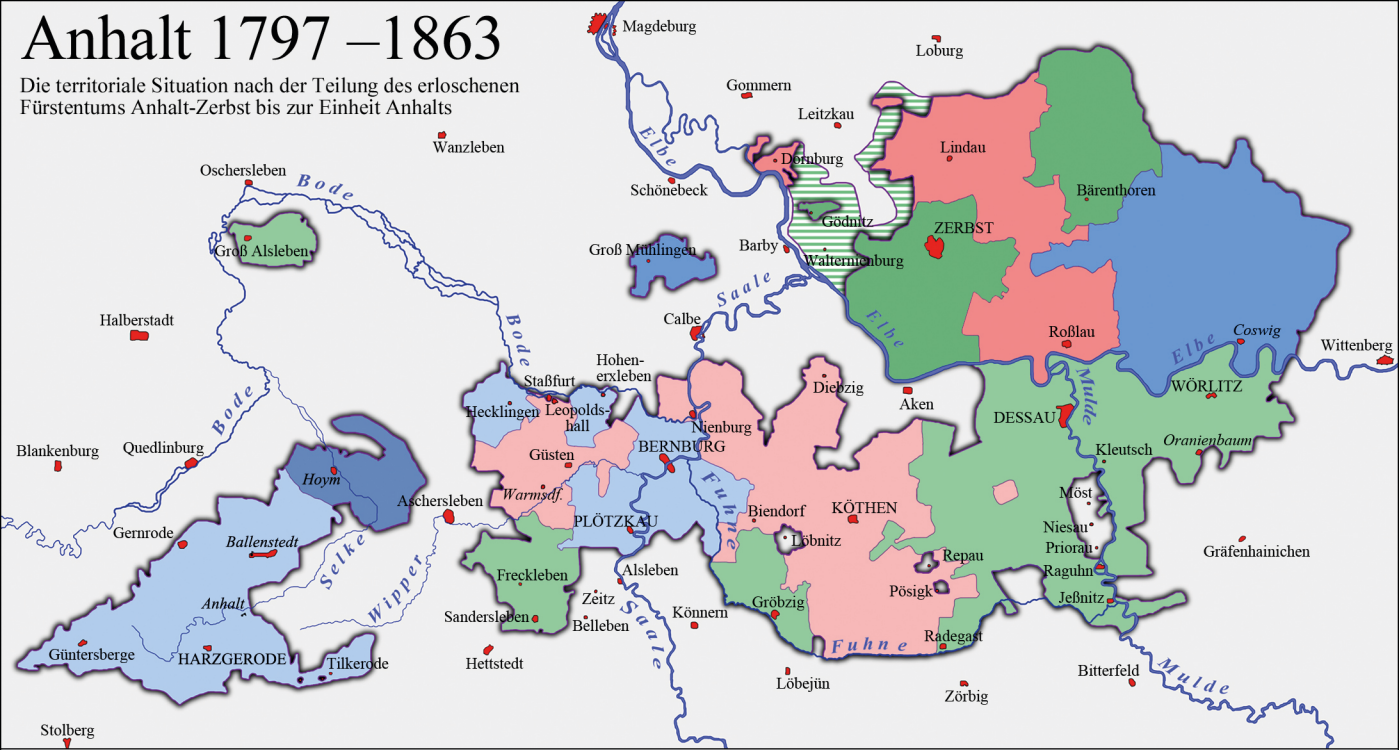 Anhalt 1797 –1863
Die territoriale Situation nach der Teilung des erloschenen
Fürstentums Anhalt-Zerbst bis zur Einheit Anhalts
Magdeburg
Loburg
Gommern
Leitzkau
Wanzleben
Elbe
Lindau
Dornburg
Oschersleben
Bode
Schönebeck
Bärenthoren
Gödnitz
ZERBST
Groß Alsleben
Groß Mühlingen
Barby
Walternienburg
Saale
Halberstadt
Calbe
Elbe
Bode
Roßlau
Coswig
Elbe
Wittenberg
Hohen-
erxleben
Staßfurt
Hecklingen
Leopolds-
hall
Diebzig
Aken
Mulde
WÖRLITZ
DESSAU
Bode
Nienburg
Blankenburg
Quedlinburg
BERNBURG
Güsten
Kleutsch
Oranienbaum
Hoym
Warmsdf.
Aschersleben
Fuhne
Möst
Biendorf
KÖTHEN
PLÖTZKAU
Niesau
Gernrode
Ballenstedt
Löbnitz
Priorau
Gräfenhainichen
Selke
Repau
Raguhn
Freckleben
Alsleben
Pösigk
Wipper
Zeitz
Anhalt
Gröbzig
Jeßnitz
Sandersleben
Belleben
Könnern
Saale
Radegast
Fuhne
Güntersberge
HARZGERODE
Tilkerode
Hettstedt
Löbejün
Zörbig
Bitterfeld
Mulde
Stolberg